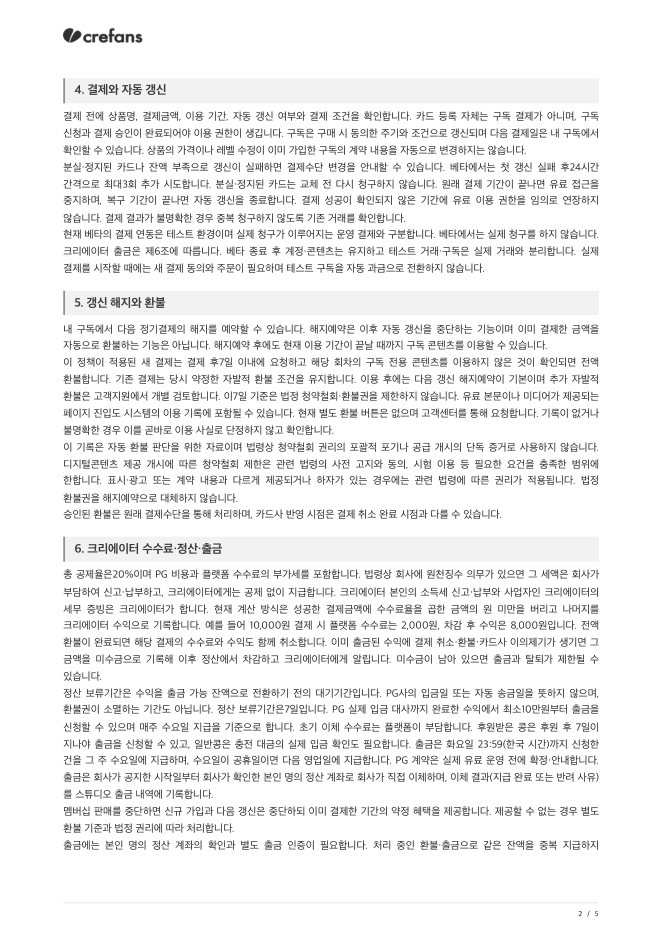 crefans
4. 결제와 자동 갱신
결제 전에 상품명, 결제금액, 이용 기간, 자동 갱신 여부와 결제 조건을 확인합니다. 카드 등록 자체는 구독 결제가 아니며, 구독
신청과 결제 승인이 완료되어야 이용 권한이 생깁니다. 구독은 구매 시 동의한 주기와 조건으로 갱신되며 다음 결제일은 내 구독에서
확인할 수 있습니다. 상품의 가격이나 레벨 수정이 이미 가입한 구독의 계약 내용을 자동으로 변경하지는 않습니다.
분실·정지된 카드나 잔액 부족으로 갱신이 실패하면 결제수단 변경을 안내할 수 있습니다. 베타에서는 첫 갱신 실패 후24시간
간격으로 최대3회 추가 시도합니다. 분실·정지된 카드는 교체 전 다시 청구하지 않습니다. 원래 결제 기간이 끝나면 유료 접근을
중지하며, 복구 기간이 끝나면 자동 갱신을 종료합니다. 결제 성공이 확인되지 않은 기간에 유료 이용 권한을 임의로 연장하지
않습니다. 결제 결과가 불명확한 경우 중복 청구하지 않도록 기존 거래를 확인합니다.
현재 베타의 결제 연동은 테스트 환경이며 실제 청구가 이루어지는 운영 결제와 구분합니다. 베타에서는 실제 청구를 하지 않습니다.
크리에이터 출금은 제6조에 따릅니다. 베타 종료 후 계정·콘텐츠는 유지하고 테스트 거래·구독은 실제 거래와 분리합니다. 실제
결제를 시작할 때에는 새 결제 동의와 주문이 필요하며 테스트 구독을 자동 과금으로 전환하지 않습니다.
5. 갱신 해지와 환불
내 구독에서 다음 정기결제의 해지를 예약할 수 있습니다. 해지예약은 이후 자동 갱신을 중단하는 기능이며 이미 결제한 금액을
자동으로 환불하는 기능은 아닙니다. 해지예약 후에도 현재 이용 기간이 끝날 때까지 구독 콘텐츠를 이용할 수 있습니다.
이 정책이 적용된 새 결제는 결제 후7일 이내에 요청하고 해당 회차의 구독 전용 콘텐츠를 이용하지 않은 것이 확인되면 전액
환불합니다. 기존 결제는 당시 약정한 자발적 환불 조건을 유지합니다. 이용 후에는 다음 갱신 해지예약이 기본이며 추가 자발적
환불은 고객지원에서 개별 검토합니다. 이7일 기준은 법정 청약철회·환불권을 제한하지 않습니다. 유료 본문이나 미디어가 제공되는
페이지 진입도 시스템의 이용 기록에 포함될 수 있습니다. 현재 별도 환불 버튼은 없으며 고객센터를 통해 요청합니다. 기록이 없거나
불명확한 경우 이를 곧바로 이용 사실로 단정하지 않고 확인합니다.
이 기록은 자동 환불 판단을 위한 자료이며 법령상 청약철회 권리의 포괄적 포기나 공급 개시의 단독 증거로 사용하지 않습니다.
디지털콘텐츠 제공 개시에 따른 청약철회 제한은 관련 법령의 사전 고지와 동의, 시험 이용 등 필요한 요건을 충족한 범위에
한합니다. 표시·광고 또는 계약 내용과 다르게 제공되거나 하자가 있는 경우에는 관련 법령에 따른 권리가 적용됩니다. 법정
환불권을 해지예약으로 대체하지 않습니다.
승인된 환불은 원래 결제수단을 통해 처리하며, 카드사 반영 시점은 결제 취소 완료 시점과 다를 수 있습니다.
6. 크리에이터 수수료·정산·출금
총 공제율은20%이며 PG 비용과 플랫폼 수수료의 부가세를 포함합니다. 법령상 회사에 원천징수 의무가 있으면 그 세액은 회사가
부담하여 신고·납부하고, 크리에이터에게는 공제 없이 지급합니다. 크리에이터 본인의 소득세 신고·납부와 사업자인 크리에이터의
세무 증빙은 크리에이터가 합니다. 현재 계산 방식은 성공한 결제금액에 수수료율을 곱한 금액의 원 미만을 버리고 나머지를
크리에이터 수익으로 기록합니다. 예를 들어 10,000원 결제 시 플랫폼 수수료는 2,000원, 차감 후 수익은 8,000원입니다. 전액
환불이 완료되면 해당 결제의 수수료와 수익도 함께 취소합니다. 이미 출금된 수익에 결제 취소·환불·카드사 이의제기가 생기면 그
금액을 미수금으로 기록해 이후 정산에서 차감하고 크리에이터에게 알립니다. 미수금이 남아 있으면 출금과 탈퇴가 제한될 수
있습니다.
정산 보류기간은 수익을 출금 가능 잔액으로 전환하기 전의 대기기간입니다. PG사의 입금일 또는 자동 송금일을 뜻하지 않으며,
환불권이 소멸하는 기간도 아닙니다. 정산 보류기간은7일입니다. PG 실제 입금 대사까지 완료한 수익에서 최소10만원부터 출금을
신청할 수 있으며 매주 수요일 지급을 기준으로 합니다. 초기 이체 수수료는 플랫폼이 부담합니다. 후원받은 콩은 후원 후 7일이
지나야 출금을 신청할 수 있고, 일반콩은 충전 대금의 실제 입금 확인도 필요합니다. 출금은 화요일 23:59(한국 시간)까지 신청한
건을 그 주 수요일에 지급하며, 수요일이 공휴일이면 다음 영업일에 지급합니다. PG 계약은 실제 유료 운영 전에 확정·안내합니다.
출금은 회사가 공지한 시작일부터 회사가 확인한 본인 명의 정산 계좌로 회사가 직접 이체하며, 이체 결과(지급 완료 또는 반려 사유)
를 스튜디오 출금 내역에 기록합니다.
멤버십 판매를 중단하면 신규 가입과 다음 갱신은 중단하되 이미 결제한 기간의 약정 혜택을 제공합니다. 제공할 수 없는 경우 별도
환불 기준과 법정 권리에 따라 처리합니다.
출금에는 본인 명의 정산 계좌의 확인과 별도 출금 인증이 필요합니다. 처리 중인 환불·출금으로 같은 잔액을 중복 지급하지
2 / 5